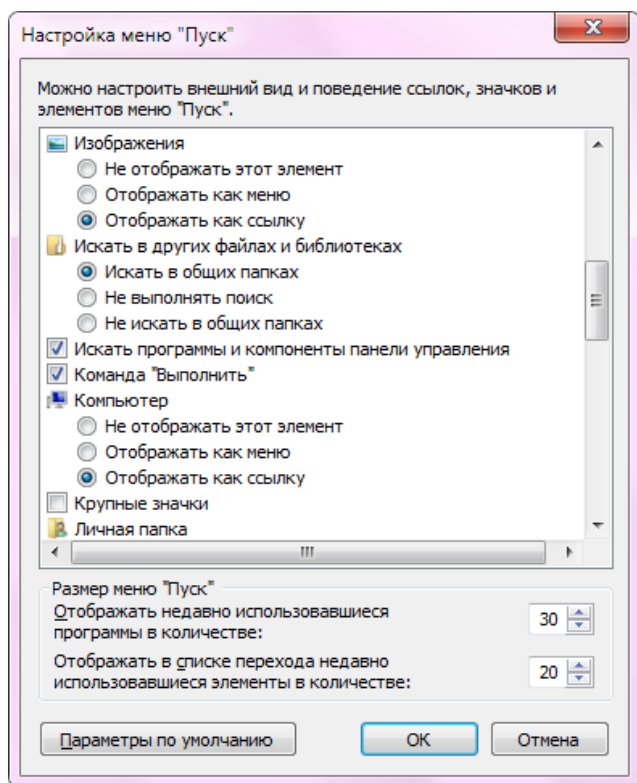 Настройка меню "Пуск"
Можно настроить внешний вид и поведение ссылок, значков и
элементов меню "Пуск".
Изображения
Не отображать этот элемент
Отображать как меню
Отображать как ссылку
Искать в других файлах и библиотеках
Искать в общих папках
Не выполнять поиск
Не искать в общих папках
Искать программы и компоненты панели управления
Команда "Выполнить"
Компьютер
Не отображать этот элемент
Отображать как меню
Отображать как ссылку
Крупные значки
Личная папка
Размер меню "Пуск"
Отображать недавно использовавшиеся
программы в количестве:
30
Отображать в списке перехода недавно
использовавшиеся элементы в количестве:
20
Параметры по умолчанию
ОК
Отмена